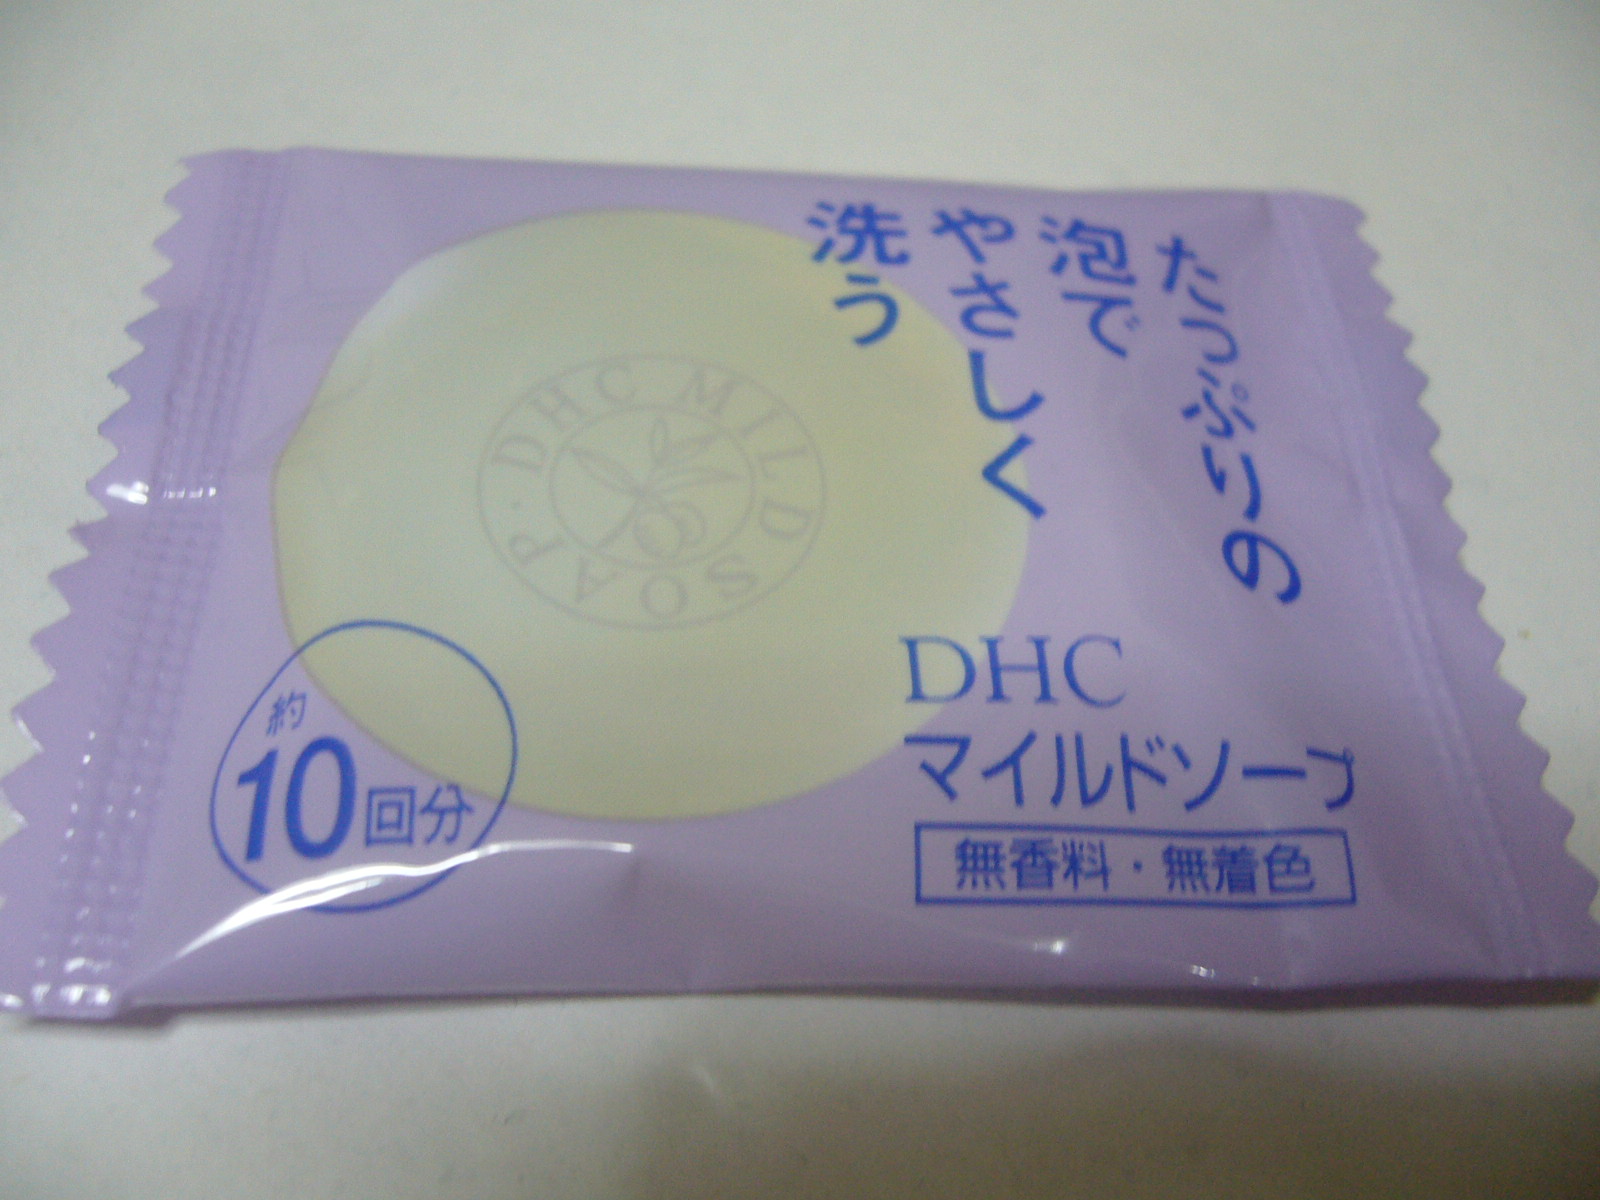 たっぷりの
泡で
やさしく
洗う
DHC MILD SOAP
DHC
マイルドソープ
無香料・無着色
約
10回分